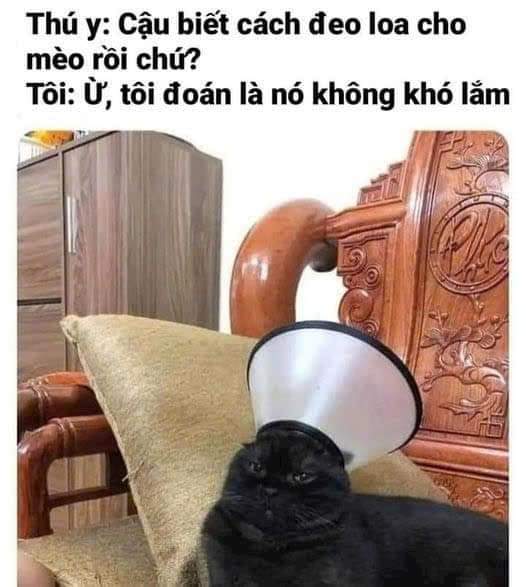 Thú y: Cậu biết cách đeo loa cho
mèo rồi chứ?
Tôi: Ừ, tôi đoán là nó không khó lắm